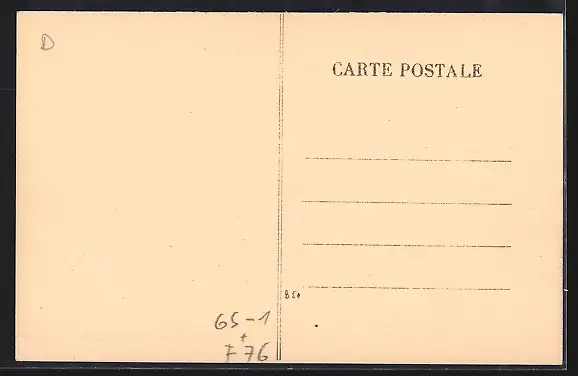 D
CARTE POSTALE
65-1
+
F76